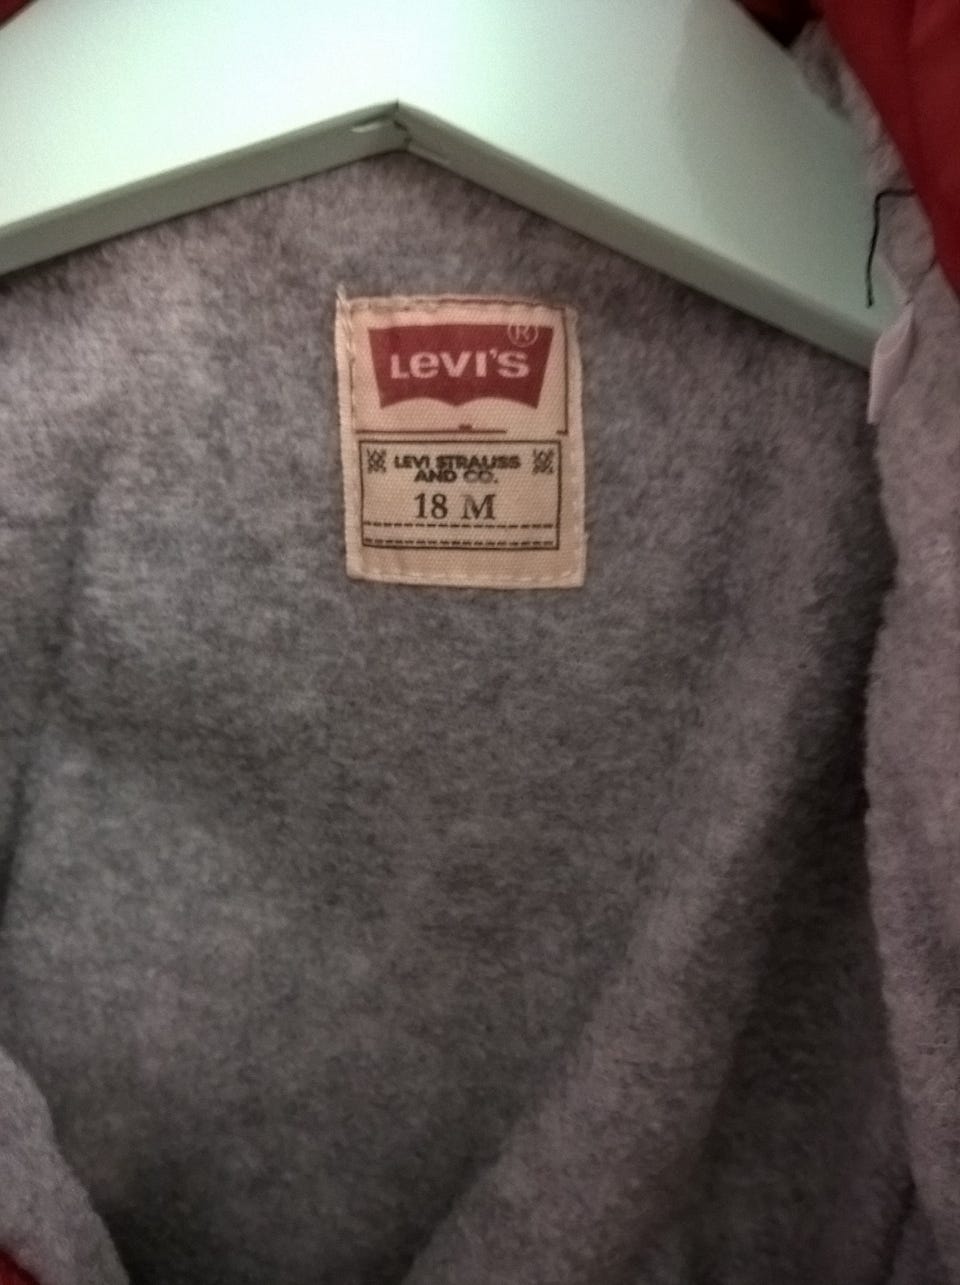 ®
LEVI'S
LEVI STRAUSS
AND CO.
18 M